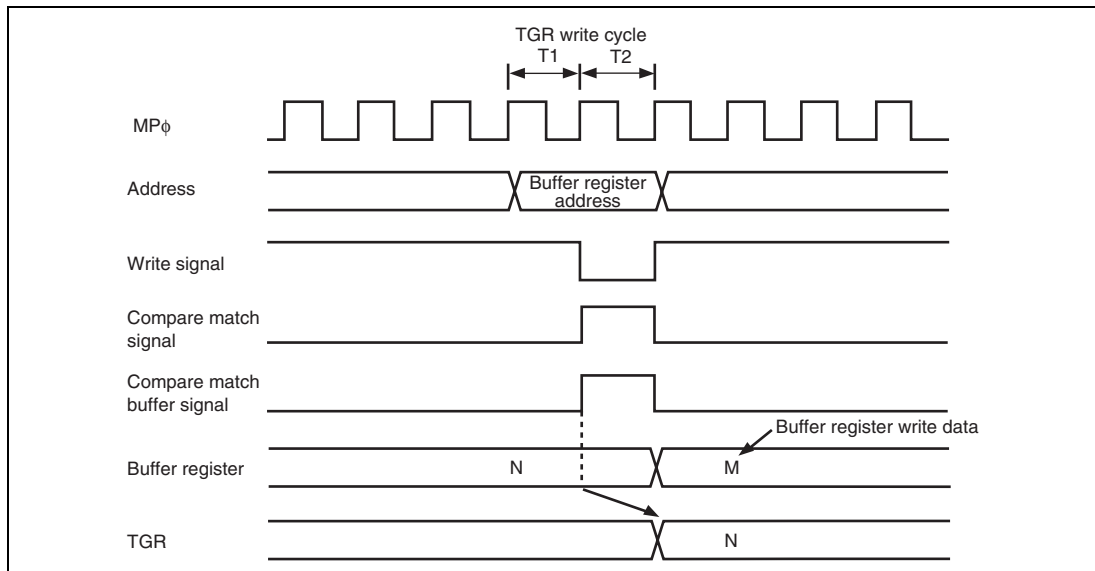 TGR write cycle
T1 T2
MPϕ
Address
Buffer register
address
Write signal
Compare match
signal
Compare match
buffer signal
Buffer register write data
Buffer register
N M
TGR
N